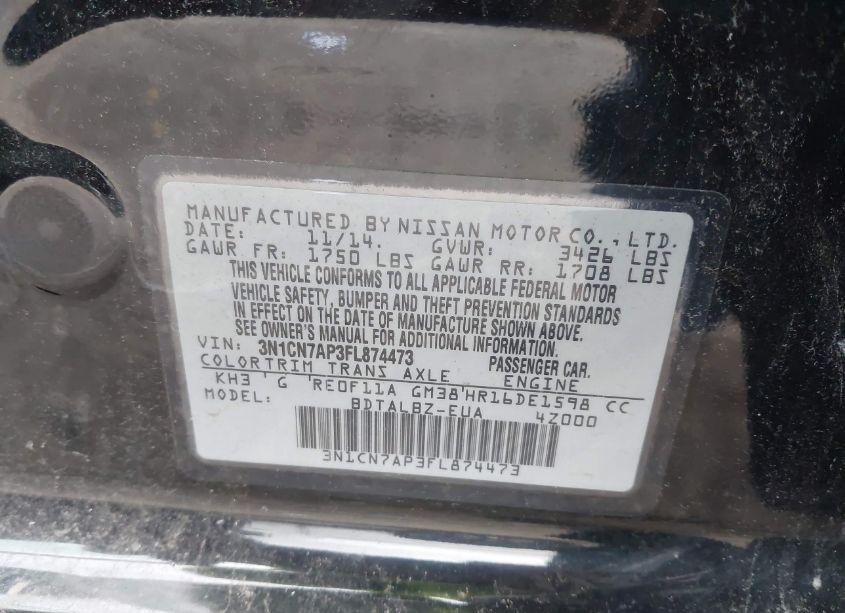 MANUFACTURED BY NISSAN MOTOR CO., LTD.
DATE: 11/14. GVWR: 3426 LBS
GAWR FR: 1750 LBS GAWR RR: 1708 LBS
THIS VEHICLE CONFORMS TO ALL APPLICABLE FEDERAL MOTOR
VEHICLE SAFETY, BUMPER AND THEFT PREVENTION STANDARDS
IN EFFECT ON THE DATE OF MANUFACTURE SHOWN ABOVE.
SEE OWNER'S MANUAL FOR ADDITIONAL INFORMATION.
VIN: 3N1CN7AP3FL874473 PASSENGER CAR.
COLORTRIM TRANS AXLE ENGINE
KH3 ' G 'RE0F11A GM38'HR16DE1598 CC
MODEL: BDTALBZ-EUA 4Z000
3N1CN7AP3FL874473